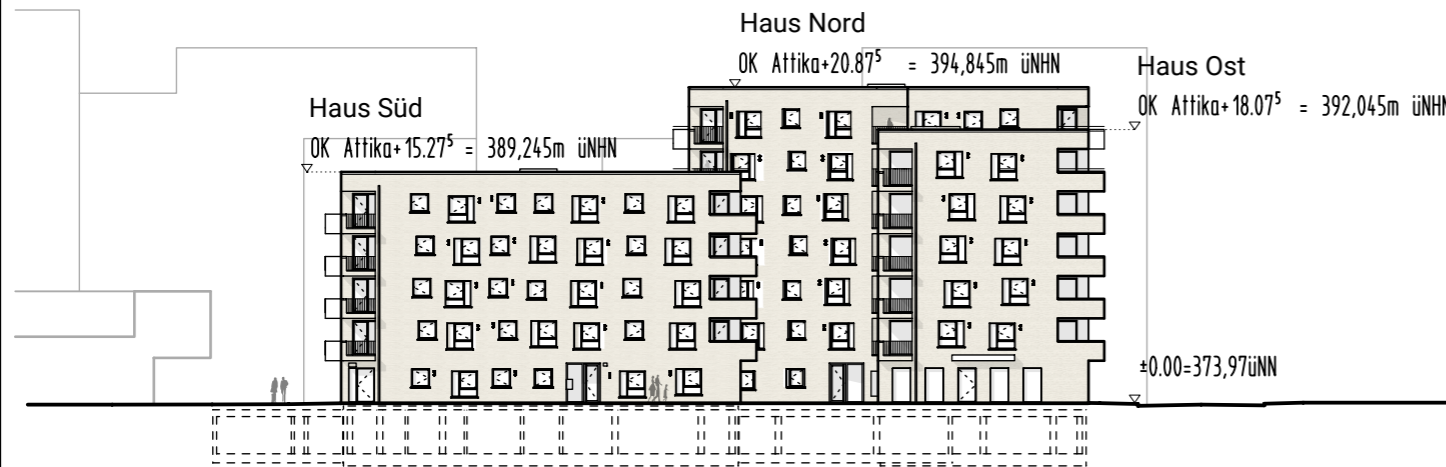 Haus Nord
OK Attika+20.87⁵ = 394,845m üNHN
Haus Ost
OK Attika+18.07⁵ = 392,045m üNHN
Haus Süd
OK Attika+15.27⁵ = 389,245m üNHN
±0.00=373,97üNN